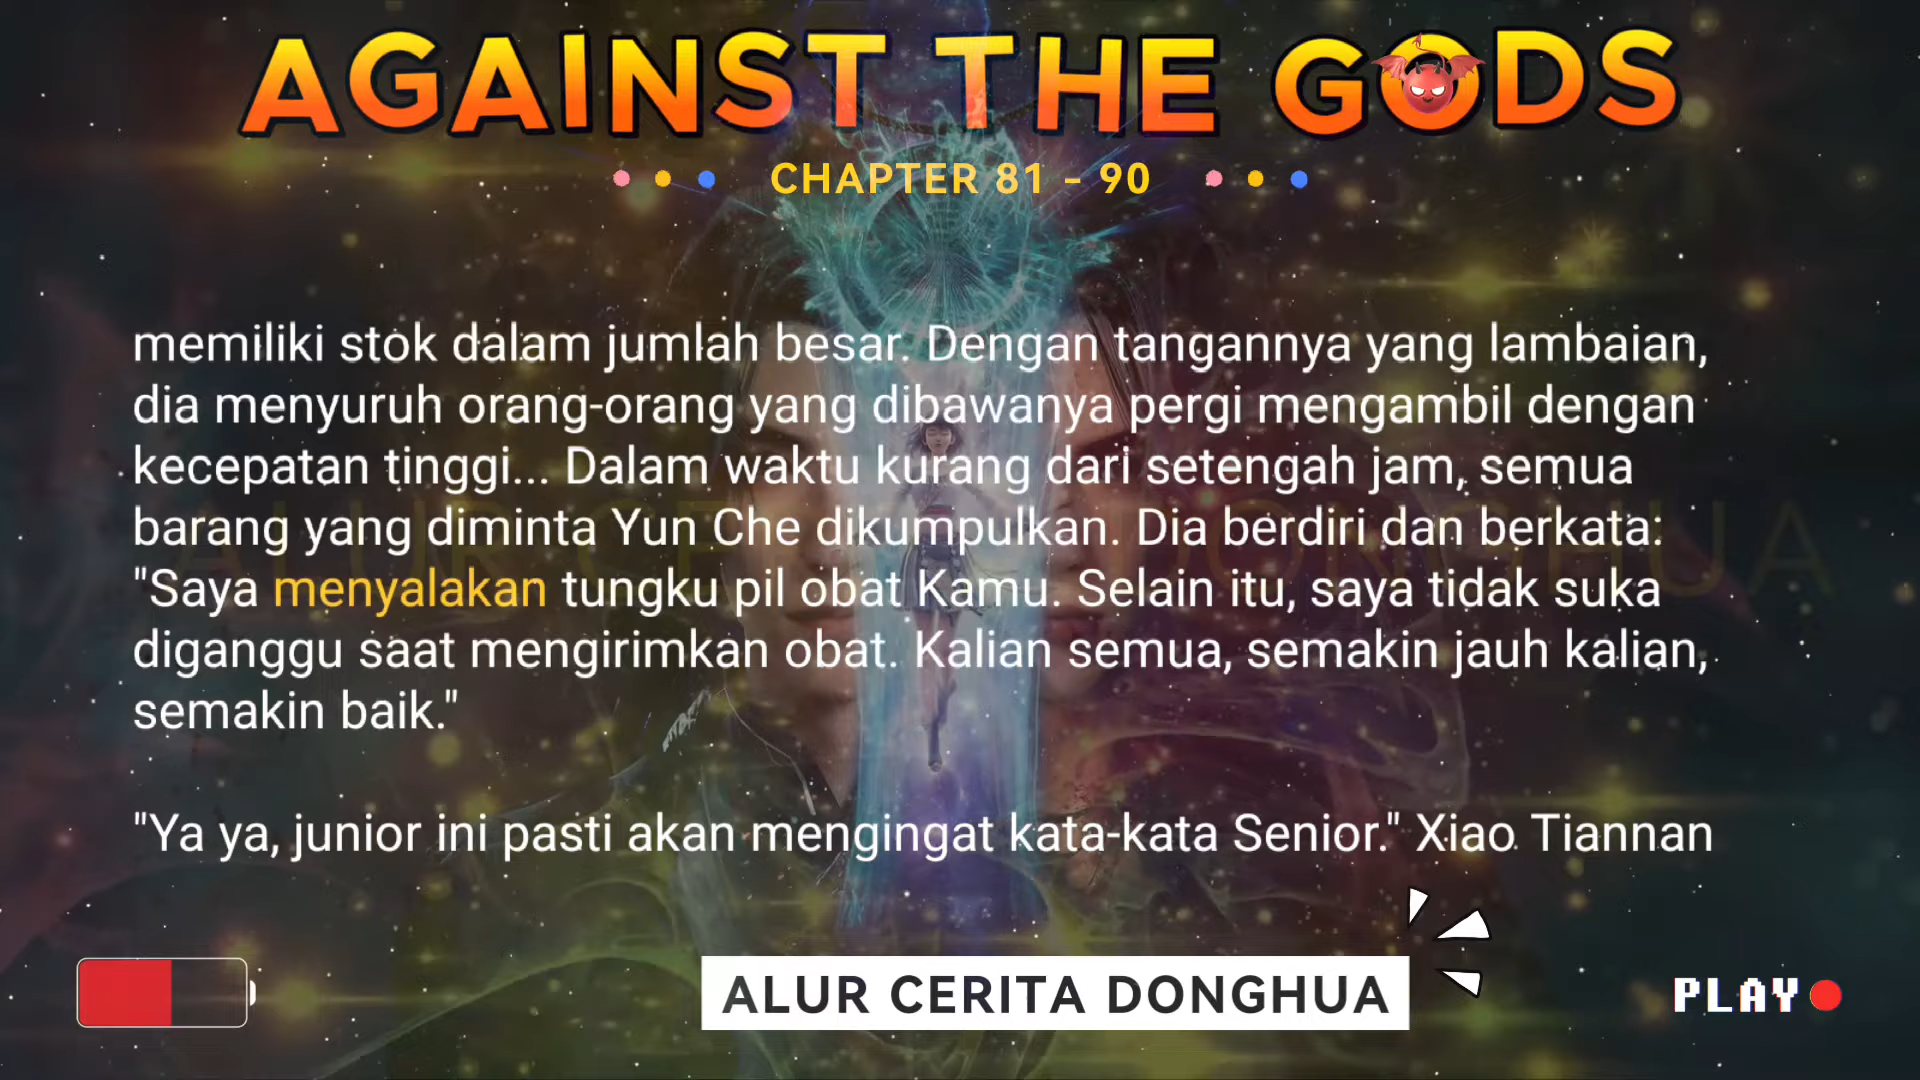 AGAINST THE GODS
CHAPTER 81 - 90
memiliki stok dalam jumlah besar. Dengan tangannya yang lambaian,
dia menyuruh orang-orang yang dibawanya pergi mengambil dengan
kecepatan tinggi... Dalam waktu kurang dari setengah jam, semua
barang yang diminta Yun Che dikumpulkan. Dia berdiri dan berkata:
"Saya menyalakan tungku pil obat Kamu. Selain itu, saya tidak suka
diganggu saat mengirimkan obat. Kalian semua, semakin jauh kalian,
semakin baik."
"Ya ya, junior ini pasti akan mengingat kata-kata Senior." Xiao Tiannan
ALUR CERITA DONGHUA
PLAY